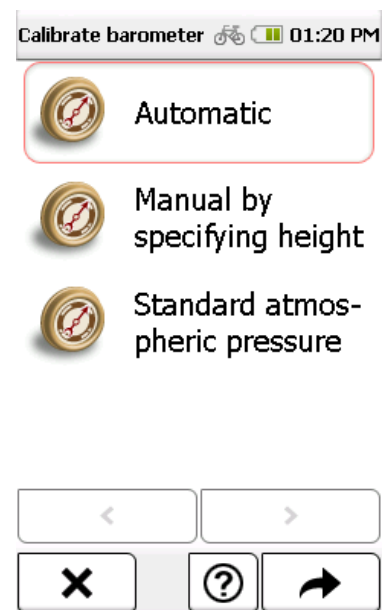 Calibrate barometer 01:20 PM
Automatic
Manual by
specifying height
Standard atmos-
pheric pressure
< >
?